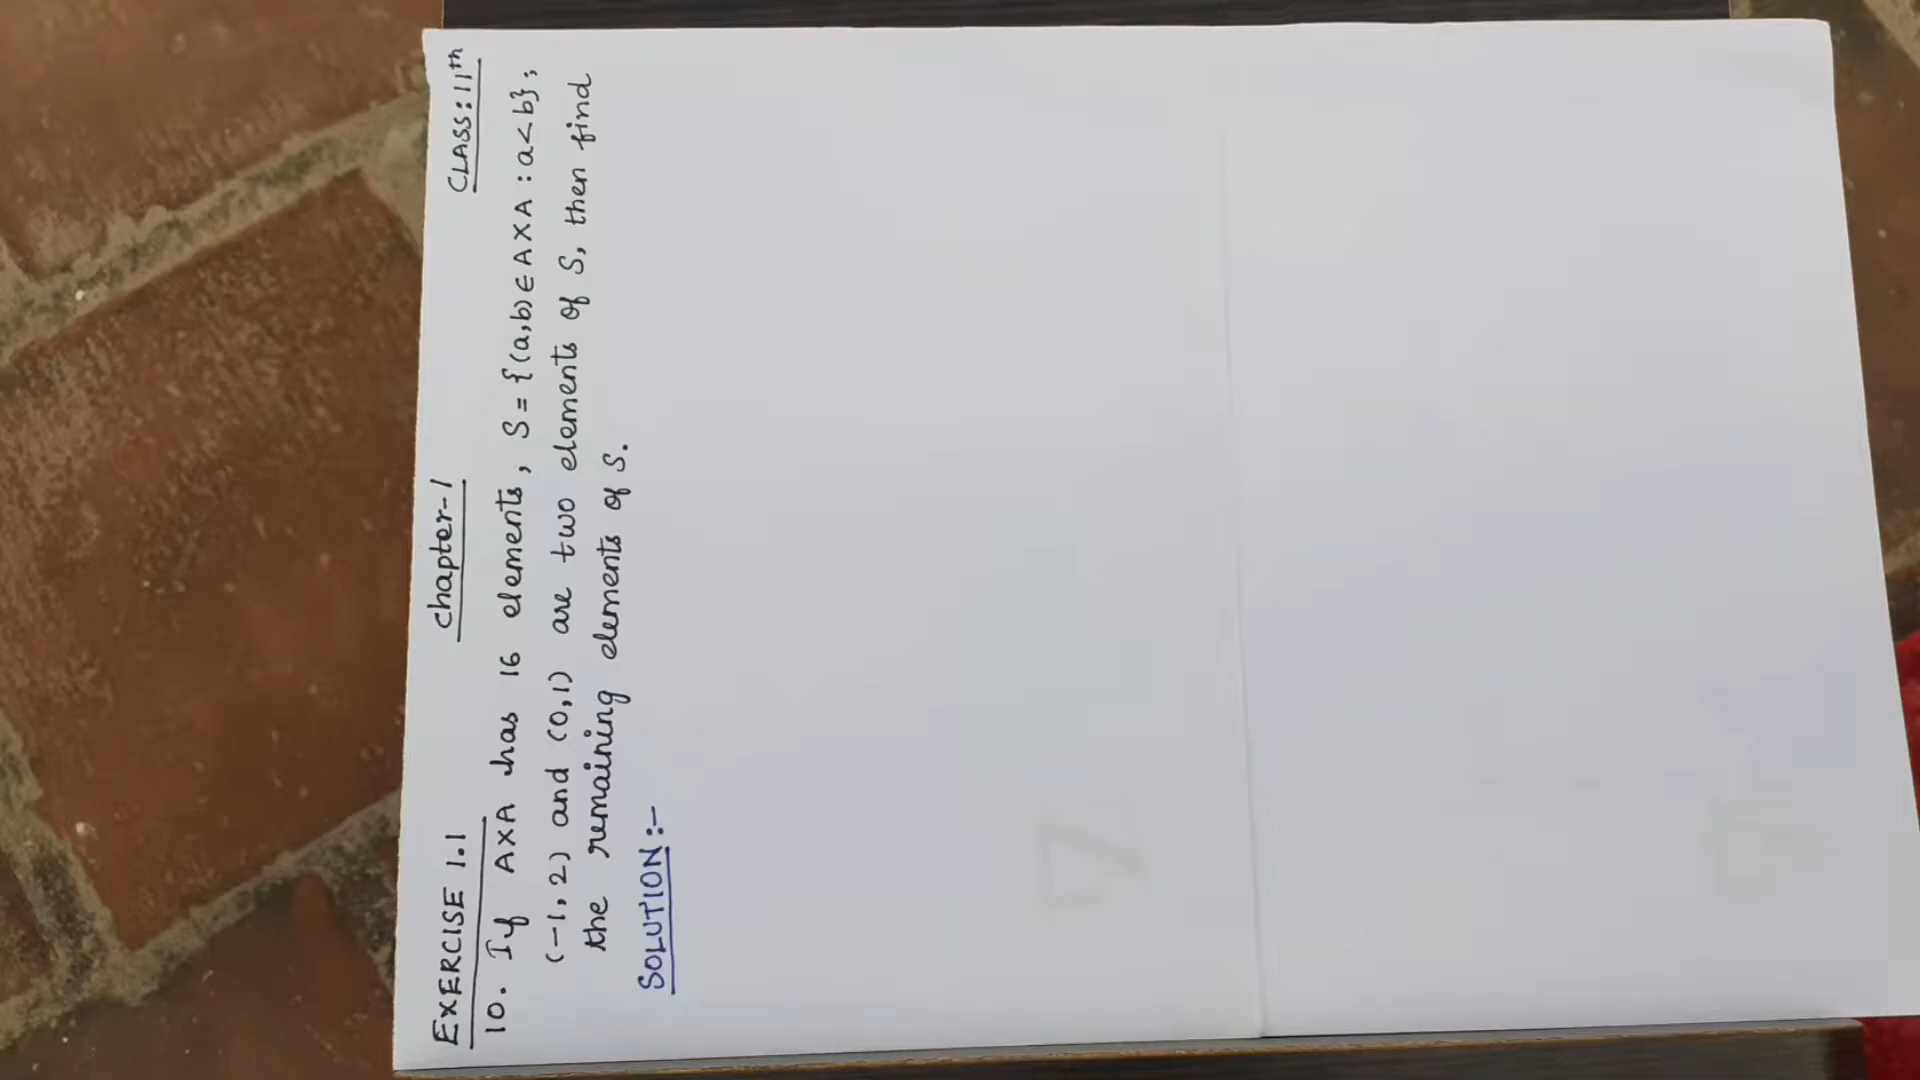 EXERCISE 1.1 chapter-1 CLASS: 11th
10. If A×A has 16 elements, S = {(a,b) ∈ A×A : a<b};
(-1, 2) and (0,1) are two elements of S, then find
the remaining elements of S.
SOLUTION:-